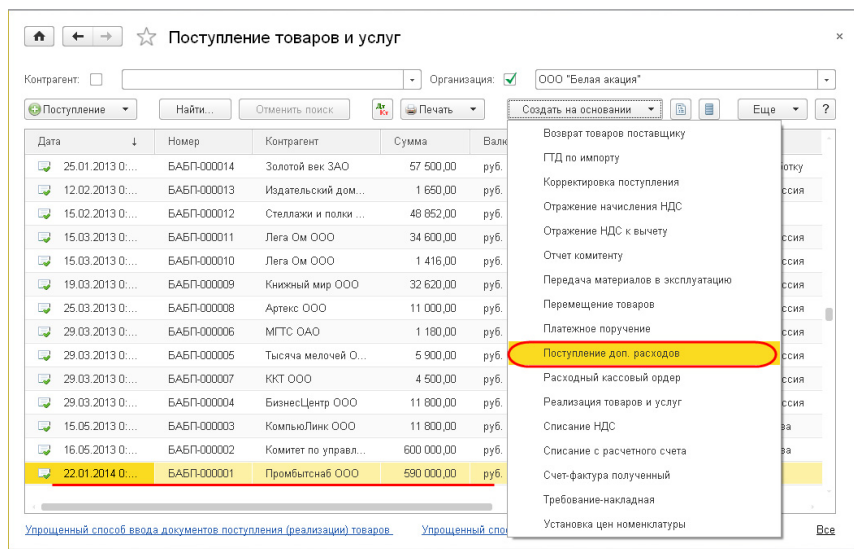 Поступление товаров и услуг
Контрагент: Организация: ООО "Белая акация"
Поступление Найти... Отменить поиск Дт Кт Печать Создать на основании Еще ?
Дата ↓ Номер Контрагент Сумма
25.01.2013 0:... БАБП-000014 Золотой век ЗАО 57 500,00 руб.
12.02.2013 0:... БАБП-000013 Издательский дом... 1 650,00 руб.
15.02.2013 0:... БАБП-000012 Стеллажи и полки ... 48 852,00 руб.
15.03.2013 0:... БАБП-000011 Лега Ом ООО 34 600,00 руб.
15.03.2013 0:... БАБП-000010 Лега Ом ООО 1 416,00 руб.
19.03.2013 0:... БАБП-000009 Книжный мир ООО 32 620,00 руб.
25.03.2013 0:... БАБП-000008 Артекс ООО 11 000,00 руб.
29.03.2013 0:... БАБП-000006 МГТС ОАО 1 180,00 руб.
29.03.2013 0:... БАБП-000005 Тысяча мелочей О... 5 900,00 руб.
29.03.2013 0:... БАБП-000007 ККТ ООО 4 500,00 руб.
29.03.2013 0:... БАБП-000004 БизнесЦентр ООО 11 800,00 руб.
15.05.2013 0:... БАБП-000003 КомпьюЛинк ООО 11 800,00 руб.
16.05.2013 0:... БАБП-000002 Комитет по управл... 600 000,00 руб.
22.01.2014 0:... БАБП-000001 Промбытснаб ООО 590 000,00 руб.
Возврат товаров поставщику
ГТД по импорту
Корректировка поступления
Отражение начисления НДС
Отражение НДС к вычету
Отчет комитенту
Передача материалов в эксплуатацию
Перемещение товаров
Платежное поручение
Поступление доп. расходов
Расходный кассовый ордер
Реализация товаров и услуг
Списание НДС
Списание с расчетного счета
Счет-фактура полученный
Требование-накладная
Установка цен номенклатуры
Упрощенный способ ввода документов поступления (реализации) товаров Упрощенный Все